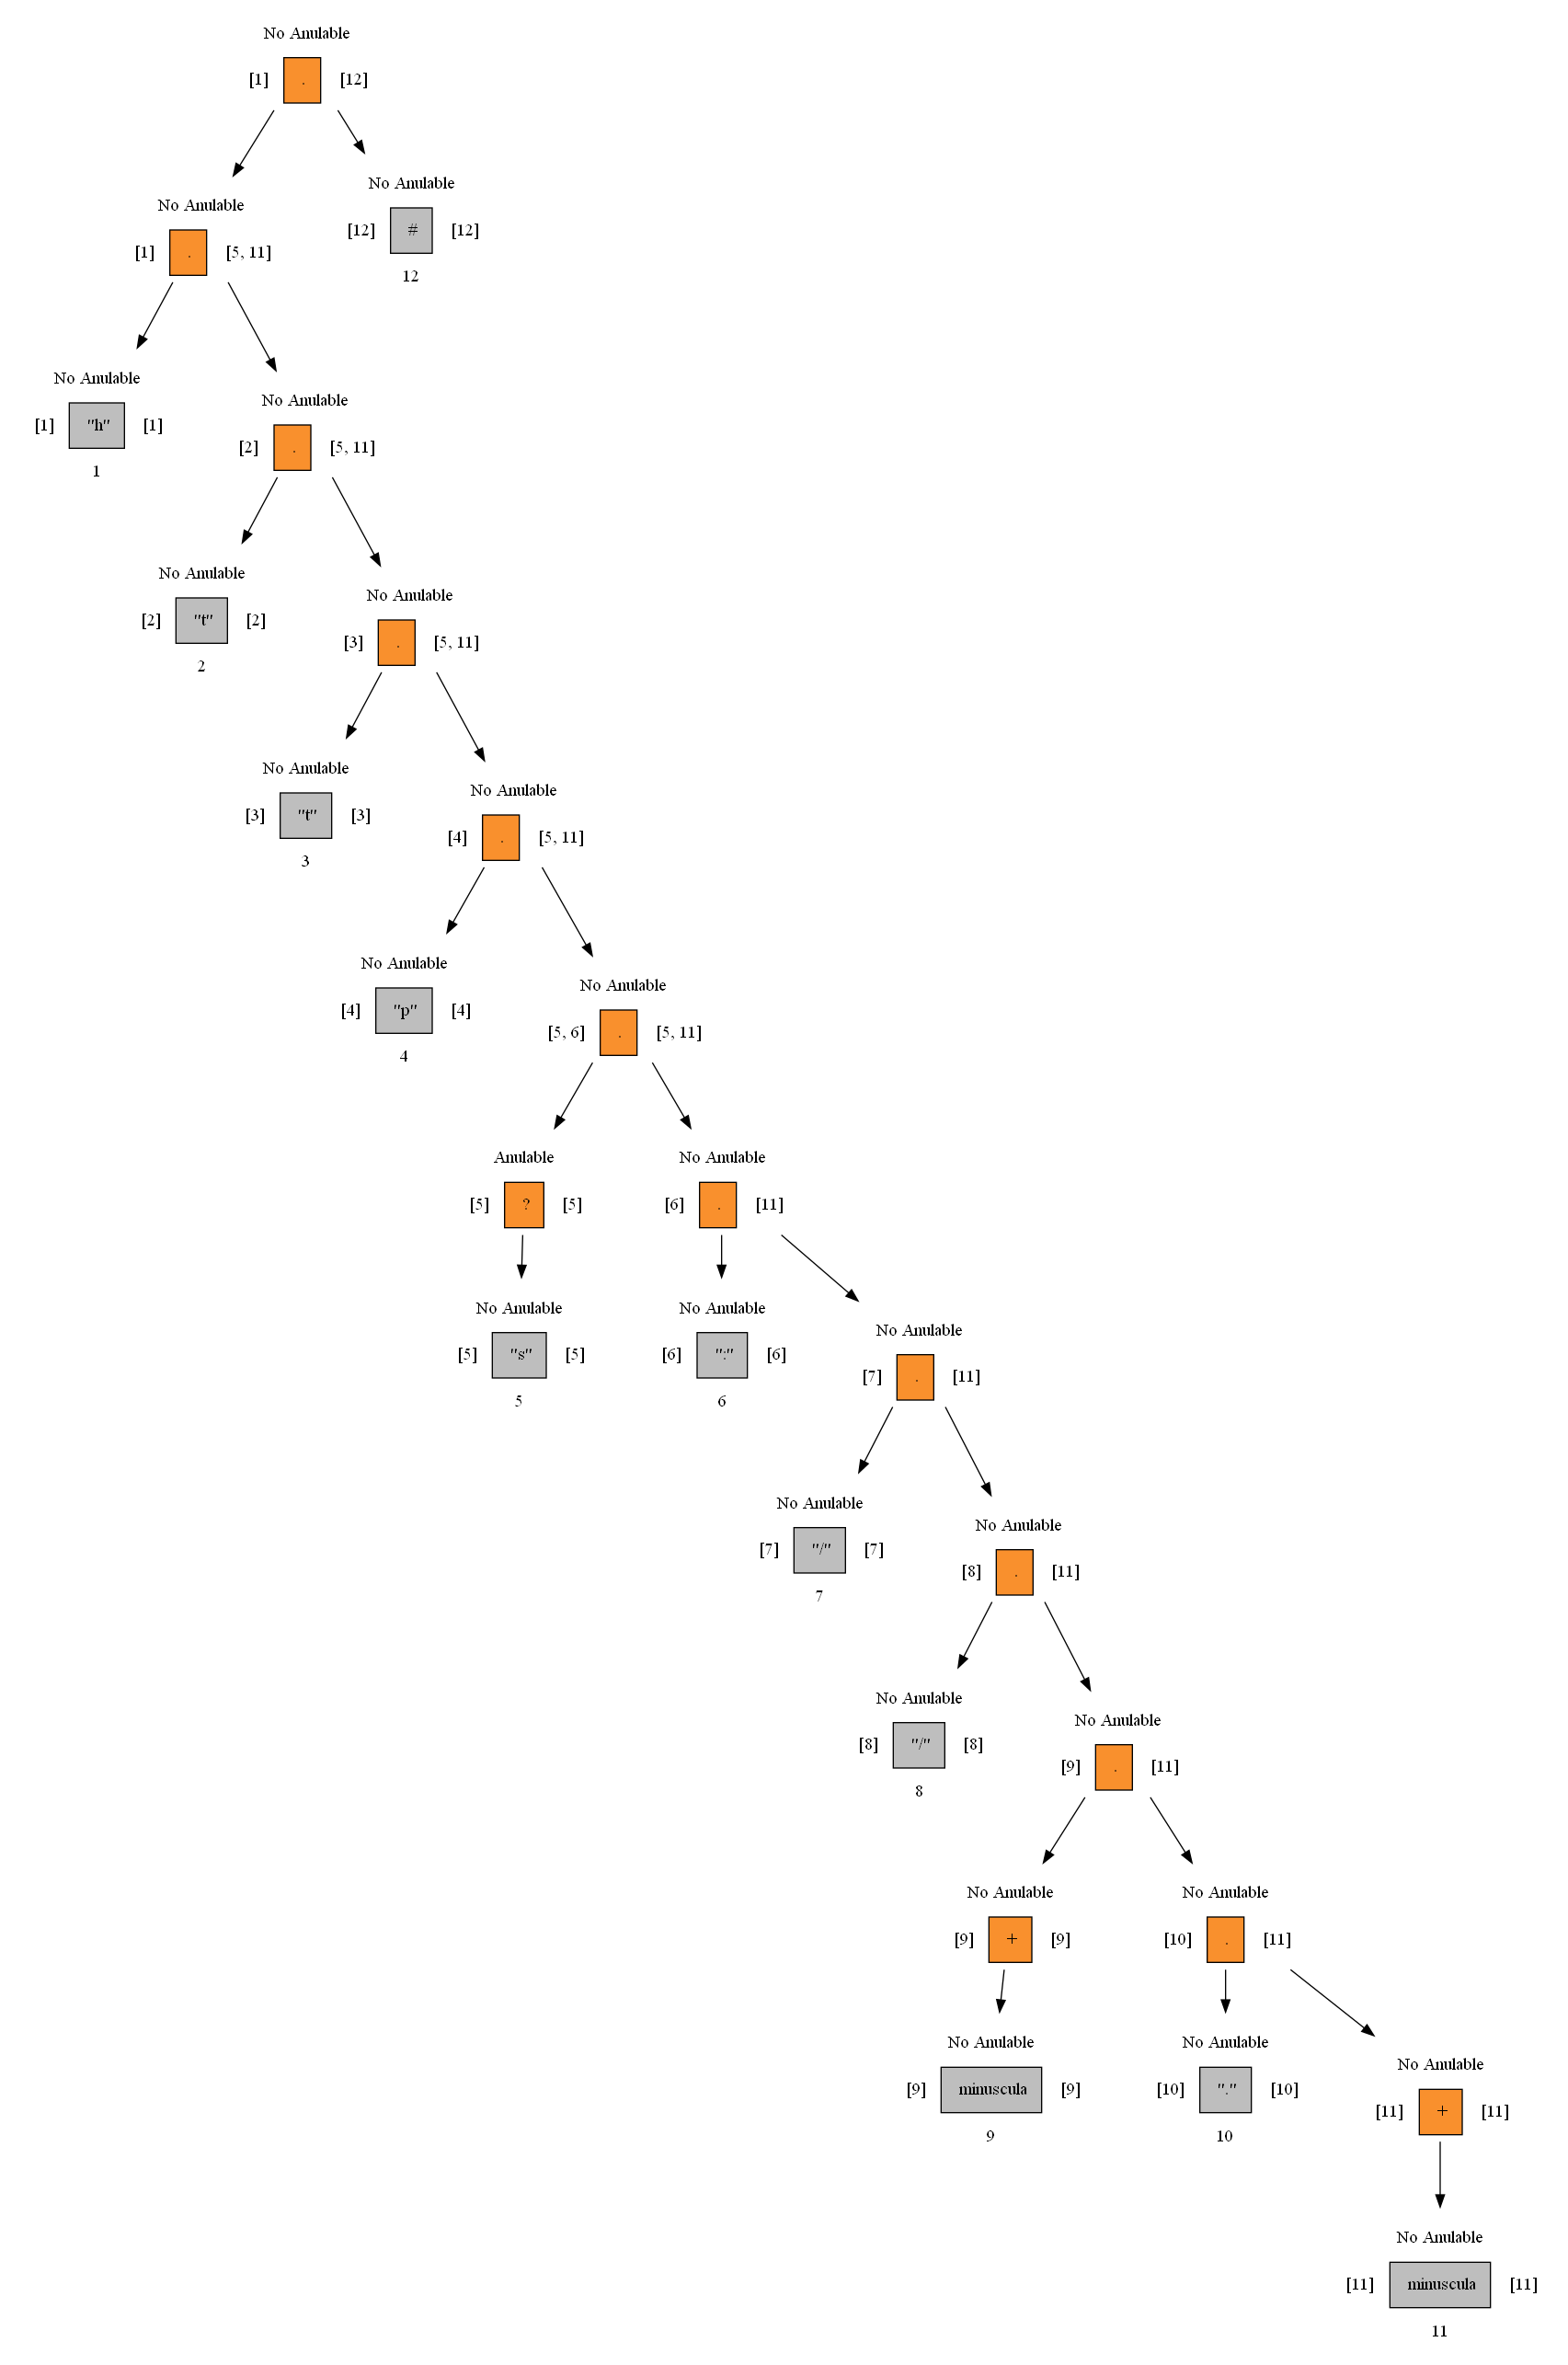 No Anulable
[1] . [12]
No Anulable
[12] # [12]
12
No Anulable
[1] . [5, 11]
No Anulable
[1] "h" [1]
1
No Anulable
[2] . [5, 11]
No Anulable
[2] "t" [2]
2
No Anulable
[3] . [5, 11]
No Anulable
[3] "t" [3]
3
No Anulable
[4] . [5, 11]
No Anulable
[4] "p" [4]
4
No Anulable
[5, 6] . [5, 11]
Anulable
[5] ? [5]
No Anulable
[5] "s" [5]
5
No Anulable
[6] . [11]
No Anulable
[6] ":" [6]
6
No Anulable
[7] . [11]
No Anulable
[7] "/" [7]
7
No Anulable
[8] . [11]
No Anulable
[8] "/" [8]
8
No Anulable
[9] . [11]
No Anulable
[9] + [9]
No Anulable
[9] minuscula [9]
9
No Anulable
[10] . [11]
No Anulable
[10] "." [10]
10
No Anulable
[11] + [11]
No Anulable
[11] minuscula [11]
11